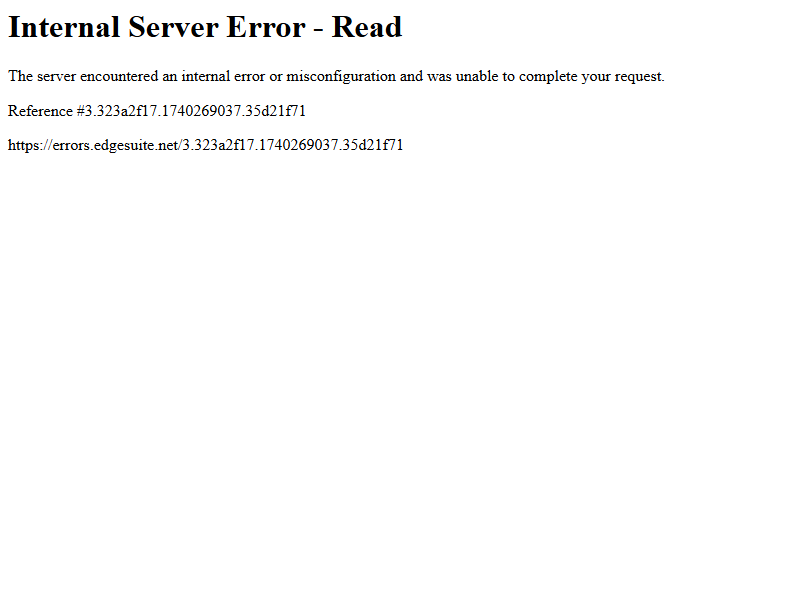 Internal Server Error - Read
The server encountered an internal error or misconfiguration and was unable to complete your request.
Reference #3.323a2f17.1740269037.35d21f71
https://errors.edgesuite.net/3.323a2f17.1740269037.35d21f71